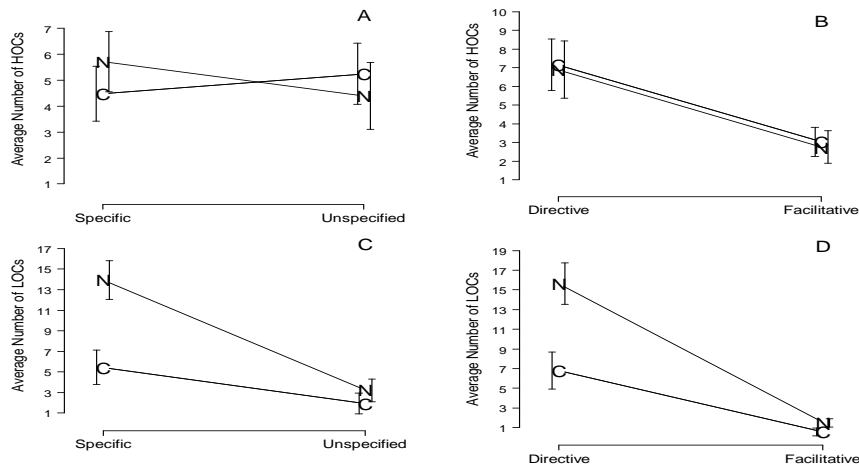 A
Average Number of HOCs
7
6
5
4
3
2
1
N
C
C
N
Specific
Unspecified
B
Average Number of HOCs
10
9
8
7
6
5
4
3
2
1
C
N
C
N
Directive
Facilitative
C
Average Number of LOCs
17
15
13
11
9
7
5
3
1
N
C
N
C
Specific
Unspecified
D
Average Number of LOCs
19
17
15
13
11
9
7
5
3
1
N
C
N
C
Directive
Facilitative